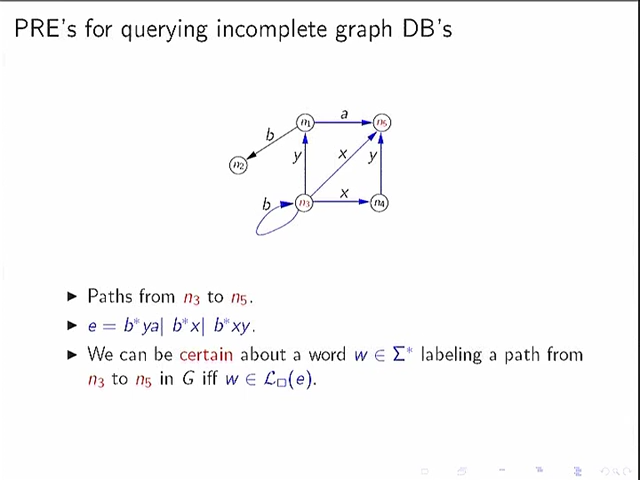 PRE's for querying incomplete graph DB's
n₁ a n₅
b
n₂ y x y
b n₃ x n₄
▶ Paths from n₃ to n₅.
▶ e = b*ya| b*x| b*xy.
▶ We can be certain about a word w ∈ Σ* labeling a path from
n₃ to n₅ in G iff w ∈ 𝓛□(e).